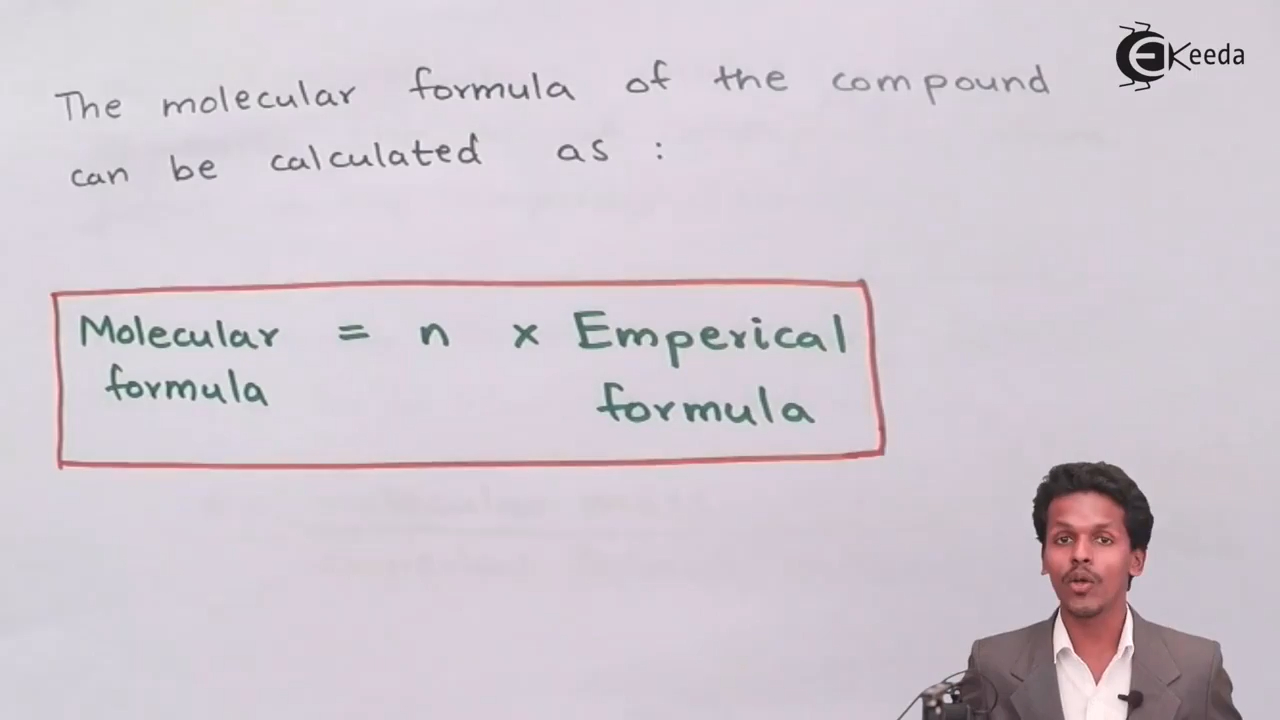 The molecular formula of the compound
can be calculated as :
Molecular = n × Emperical
formula formula
Keeda